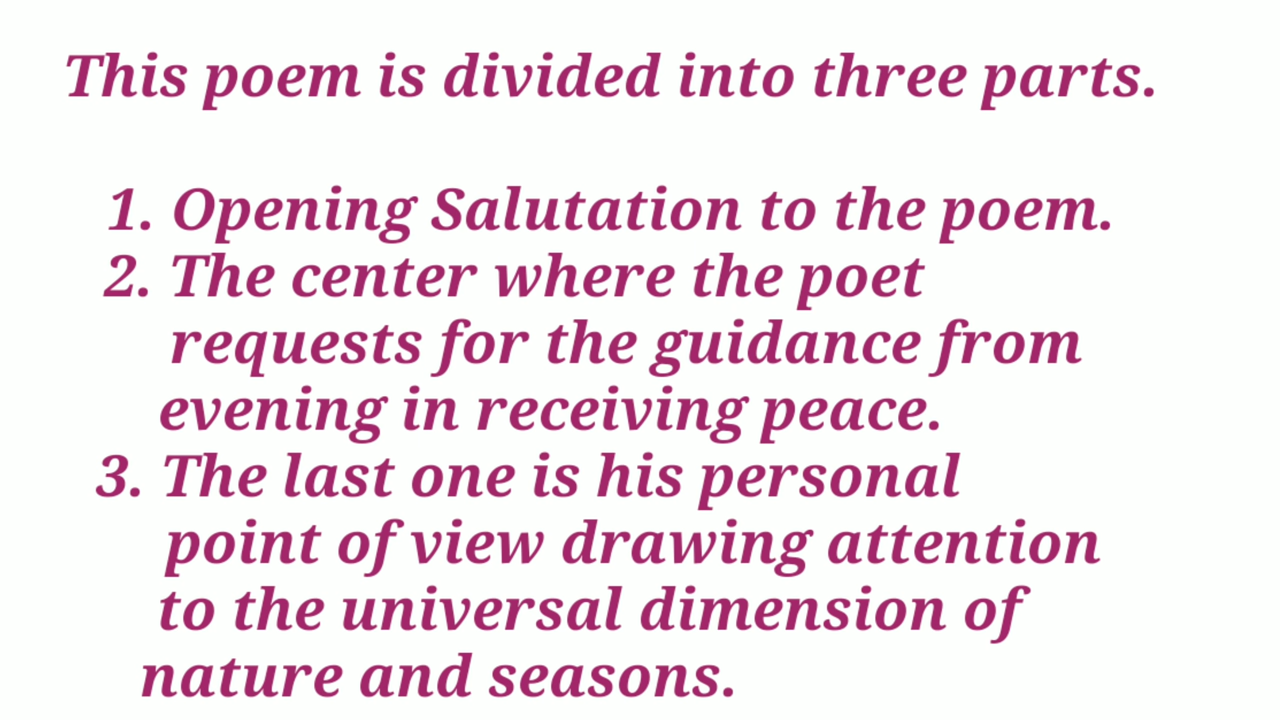 This poem is divided into three parts.
1. Opening Salutation to the poem.
2. The center where the poet
requests for the guidance from
evening in receiving peace.
3. The last one is his personal
point of view drawing attention
to the universal dimension of
nature and seasons.